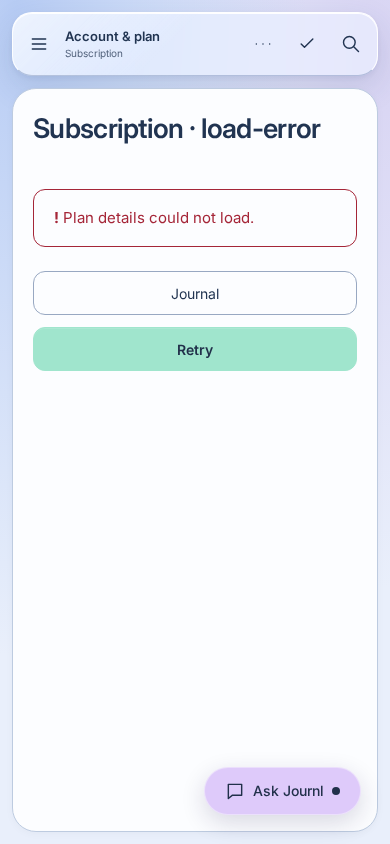 Account & plan
Subscription
Subscription · load-error
! Plan details could not load.
Journal
Retry
Ask Journl